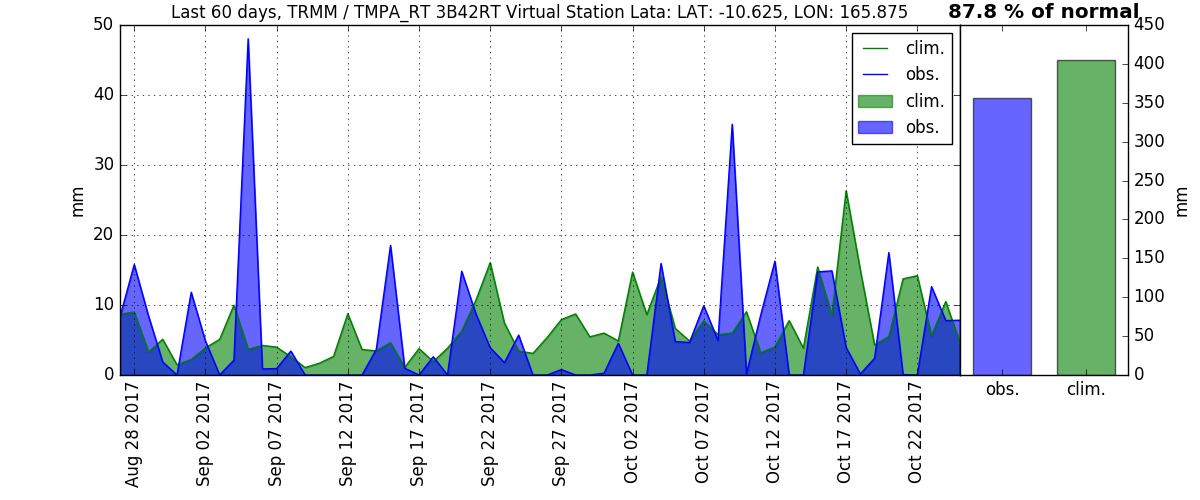 Last 60 days, TRMM / TMPA_RT 3B42RT Virtual Station Lata: LAT: -10.625, LON: 165.875
87.8 % of normal
50
40
30
20
10
0
mm
clim.
obs.
clim.
obs.
450
400
350
300
250
200
150
100
50
0
mm
obs.
clim.
Aug 28 2017
Sep 02 2017
Sep 07 2017
Sep 12 2017
Sep 17 2017
Sep 22 2017
Sep 27 2017
Oct 02 2017
Oct 07 2017
Oct 12 2017
Oct 17 2017
Oct 22 2017